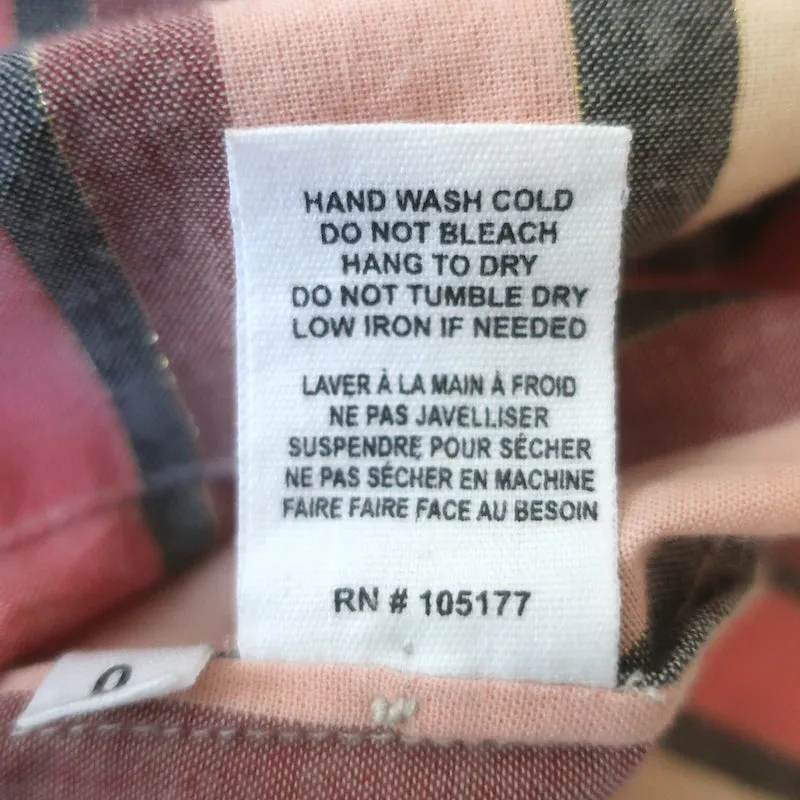 HAND WASH COLD
DO NOT BLEACH
HANG TO DRY
DO NOT TUMBLE DRY
LOW IRON IF NEEDED
LAVER À LA MAIN À FROID
NE PAS JAVELLISER
SUSPENDRE POUR SÉCHER
NE PAS SÉCHER EN MACHINE
FAIRE FAIRE FACE AU BESOIN
RN # 105177
0